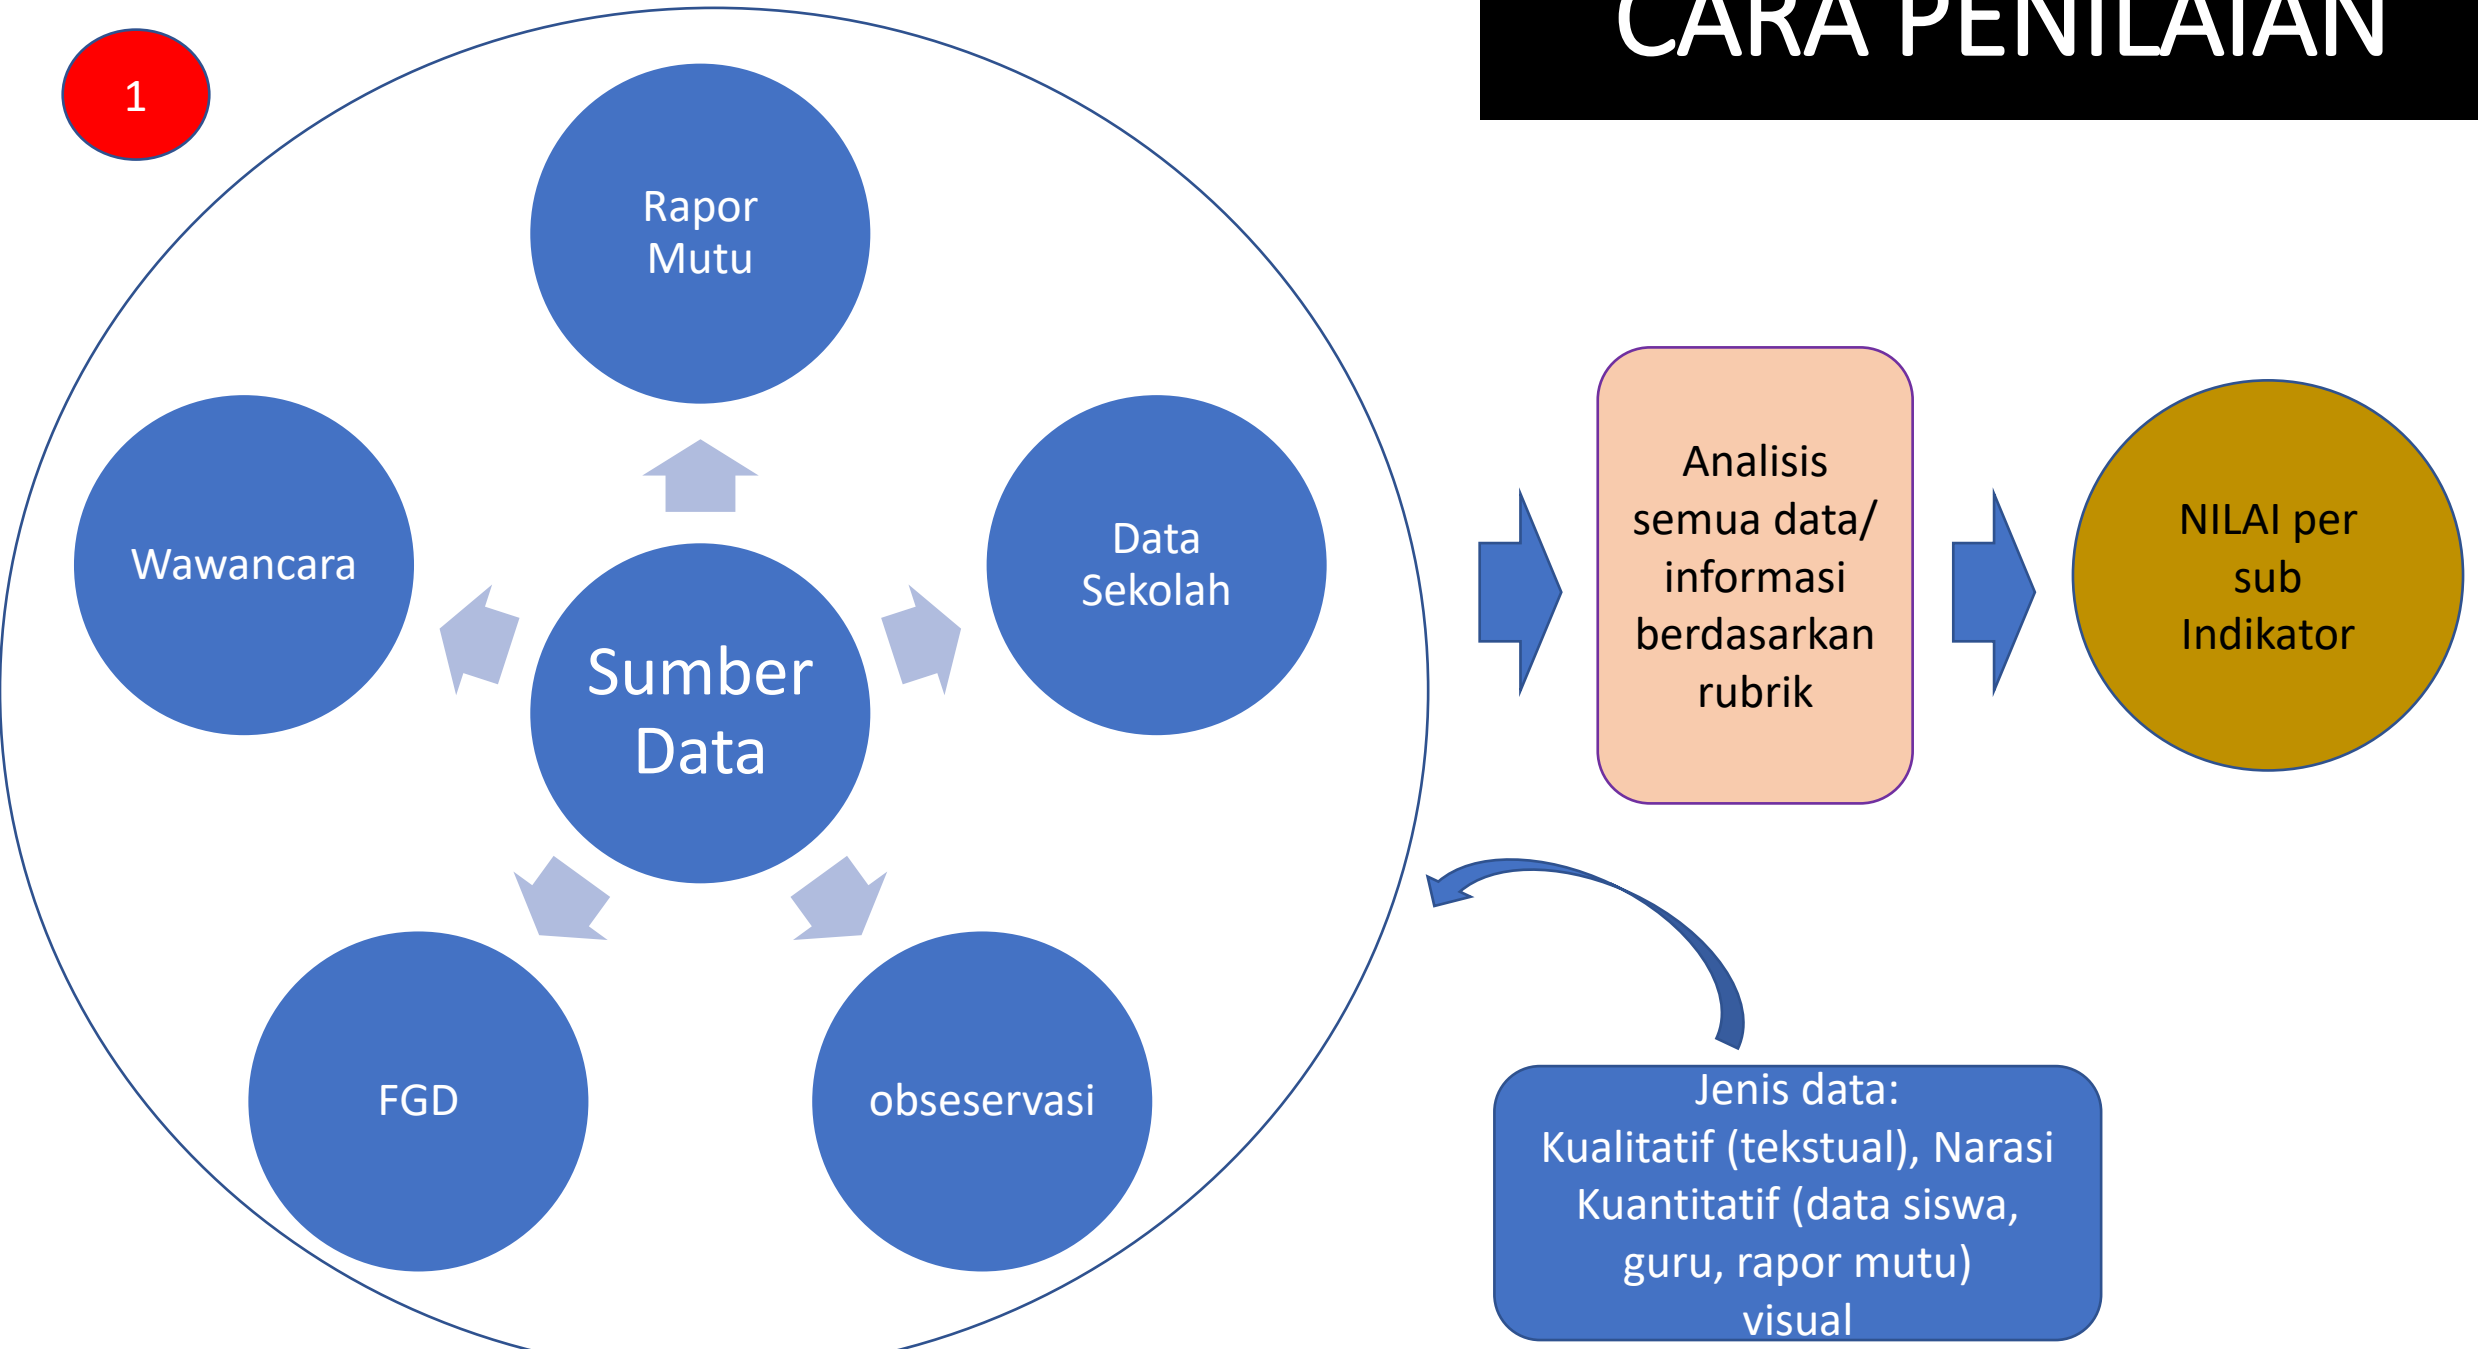 CARA PENILAIAN
1
Rapor
Mutu
Wawancara
Data
Sekolah
Sumber
Data
FGD
obseservasi
Analisis
semua data/
informasi
berdasarkan
rubrik
NILAI per
sub
Indikator
Jenis data:
Kualitatif (tekstual), Narasi
Kuantitatif (data siswa,
guru, rapor mutu)
visual